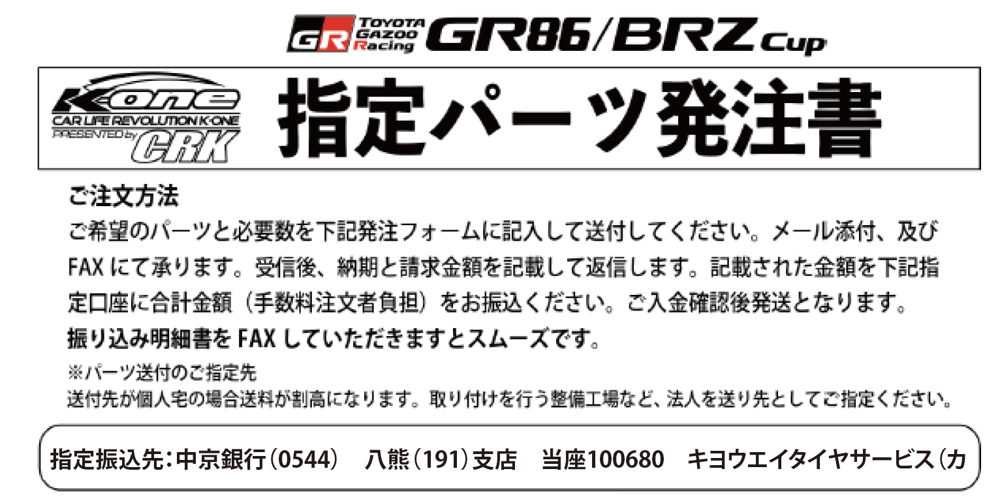 GR TOYOTA GAZOO Racing GR86/BRZ Cup
K-one
CAR LIFE REVOLUTION K-ONE
PRESENTED by CRK
指定パーツ発注書
ご注文方法
ご希望のパーツと必要数を下記発注フォームに記入して送付してください。メール添付、及び
FAX にて承ります。受信後、納期と請求金額を記載して返信します。記載された金額を下記指
定口座に合計金額（手数料注文者負担）をお振込ください。ご入金確認後発送となります。
振り込み明細書を FAX していただきますとスムーズです。
※パーツ送付のご指定先
送付先が個人宅の場合送料が割高になります。取り付けを行う整備工場など、法人を送り先としてご指定ください。
指定振込先：中京銀行（0544）　八熊（191）支店　当座100680　キヨウエイタイヤサービス（カ